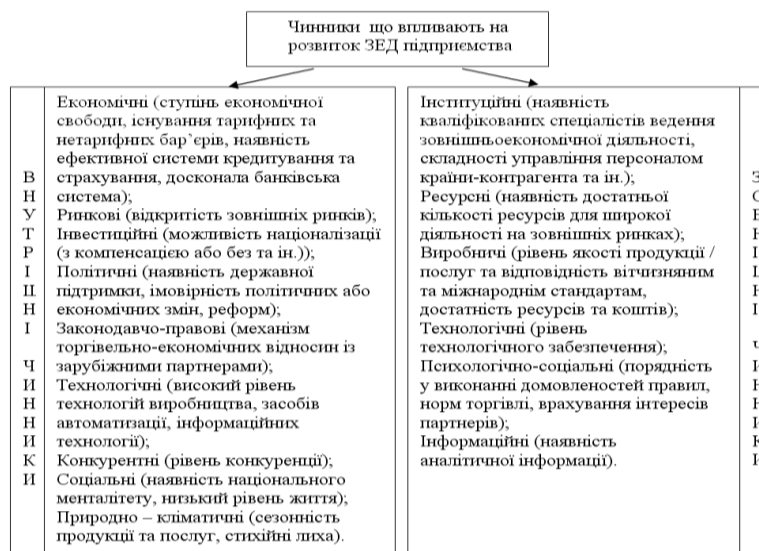 Чинники що впливають на
розвиток ЗЕД підприємства
ВНУТРІШНІ ЧИННИКИ
Економічні (ступінь економічної
свободи, існування тарифних та
нетарифних бар`єрів, наявність
ефективної системи кредитування та
страхування, досконала банківська
система);
Ринкові (відкритість зовнішніх ринків);
Інвестиційні (можливість націоналізації
(з компенсацією або без та ін.));
Політичні (наявність державної
підтримки, імовірність політичних або
економічних змін, реформ);
Законодавчо-правові (механізм
торгівельно-економічних відносин із
зарубіжними партнерами);
Технологічні (високий рівень
технологій виробництва, засобів
автоматизації, інформаційних
технології);
Конкурентні (рівень конкуренції);
Соціальні (наявність національного
менталітету, низький рівень життя);
Природно – кліматичні (сезонність
продукції та послуг, стихійні лиха).
Інституційні (наявність
кваліфікованих спеціалістів ведення
зовнішньоекономічної діяльності,
складності управління персоналом
країни-контрагента та ін.);
Ресурсні (наявність достатньої
кількості ресурсів для широкої
діяльності на зовнішніх ринках);
Виробничі (рівень якості продукції /
послуг та відповідність вітчизняним
та міжнароднім стандартам,
достатність ресурсів та коштів);
Технологічні (рівень
технологічного забезпечення);
Психологічно-соціальні (порядність
у виконанні домовленостей правил,
норм торгівлі, врахування інтересів
партнерів);
Інформаційні (наявність
аналітичної інформації).